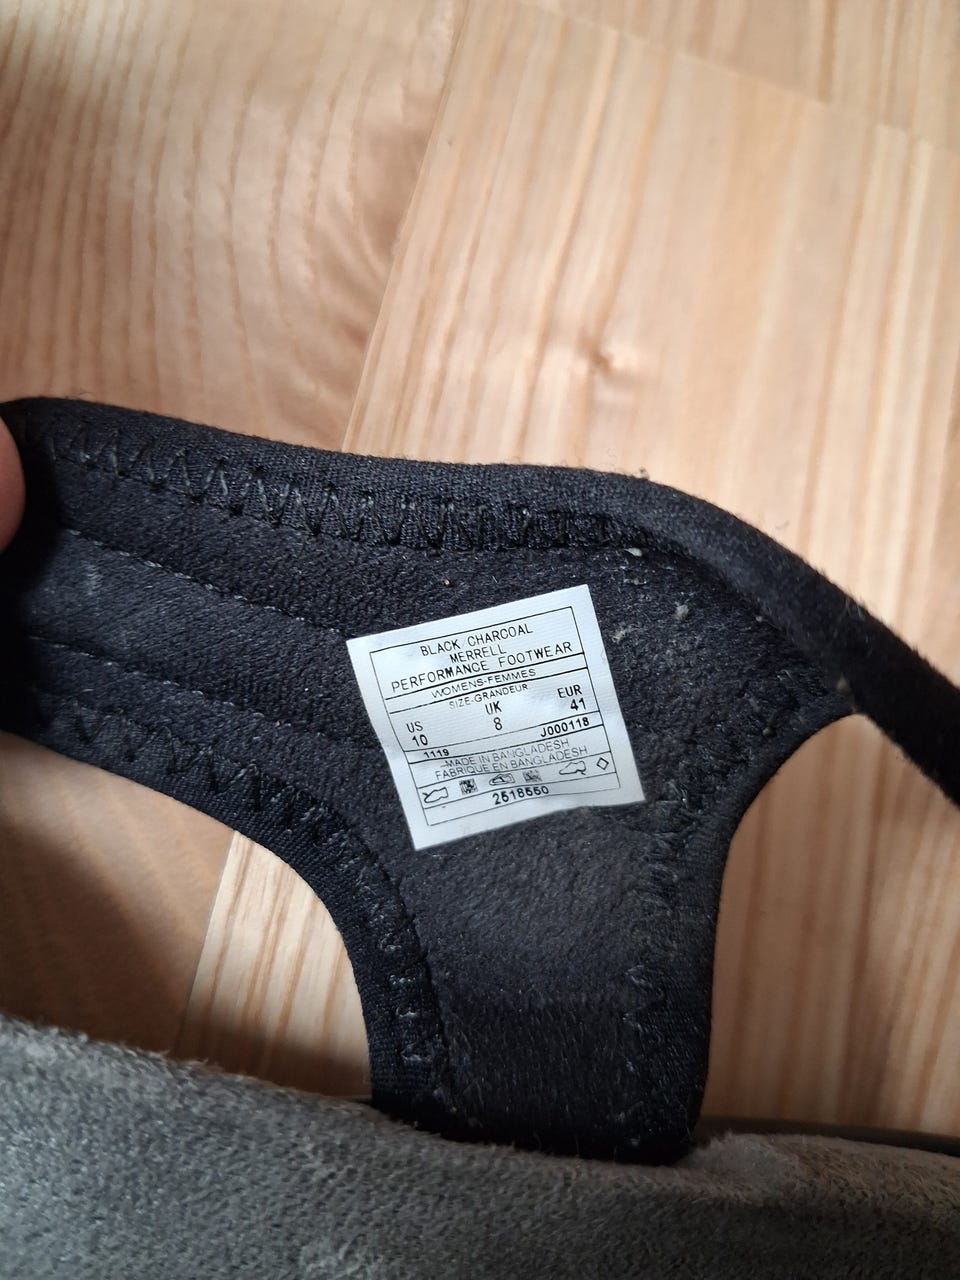 BLACK/CHARCOAL
MERRELL
PERFORMANCE FOOTWEAR
WOMENS-FEMMES
SIZE-GRANDEUR
US UK EUR
10 8 41
1119 J000118
MADE IN BANGLADESH
FABRIQUE EN BANGLADESH
2518550